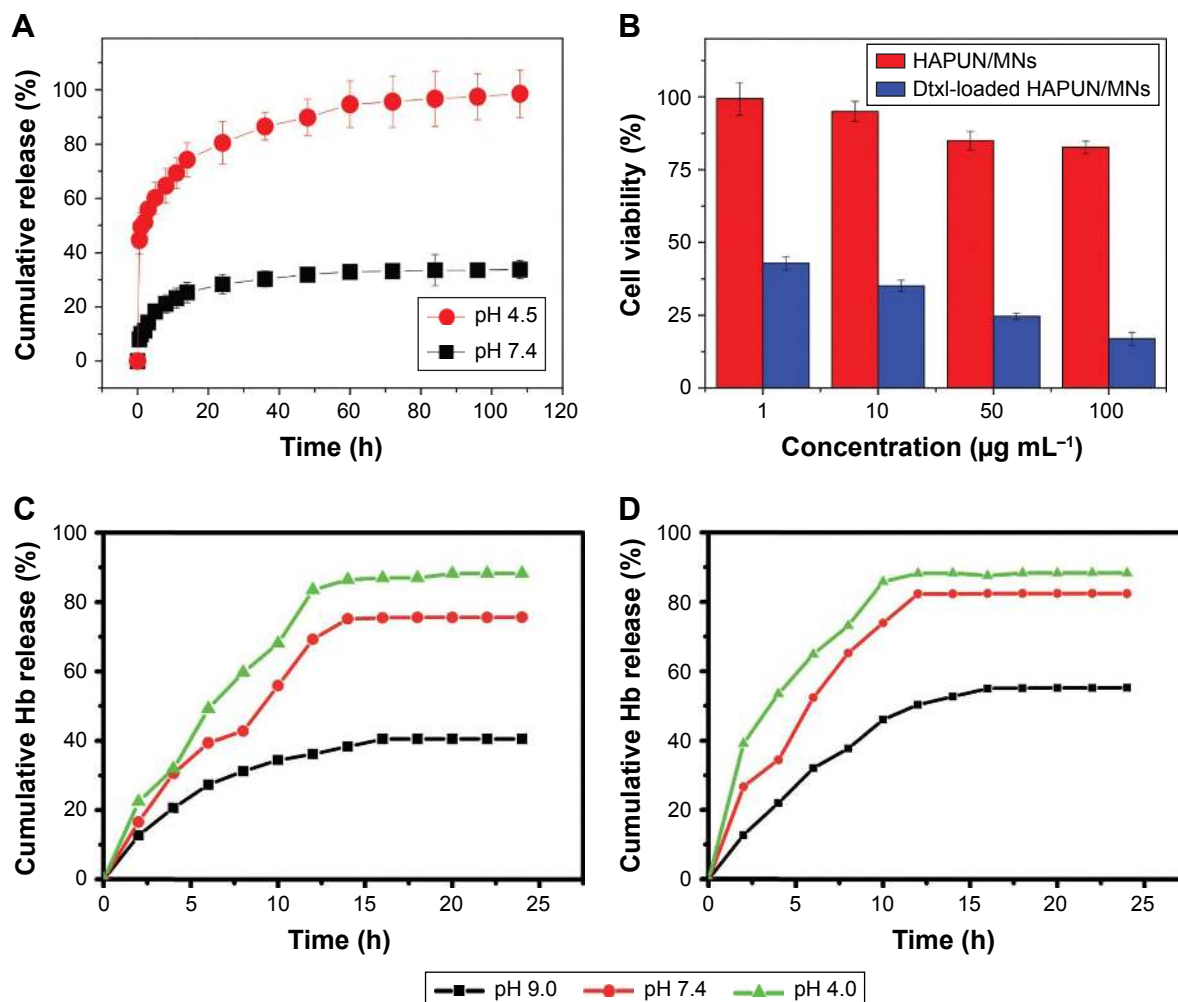 A
Cumulative release (%)
100
80
60
40
20
0
pH 4.5
pH 7.4
0 20 40 60 80 100 120
Time (h)
B
Cell viability (%)
100
75
50
25
0
HAPUN/MNs
Dtxl-loaded HAPUN/MNs
1 10 50 100
Concentration (µg mL⁻¹)
C
Cumulative Hb release (%)
100
80
60
40
20
0
0 5 10 15 20 25
Time (h)
D
Cumulative Hb release (%)
100
80
60
40
20
0
0 5 10 15 20 25
Time (h)
pH 9.0 pH 7.4 pH 4.0